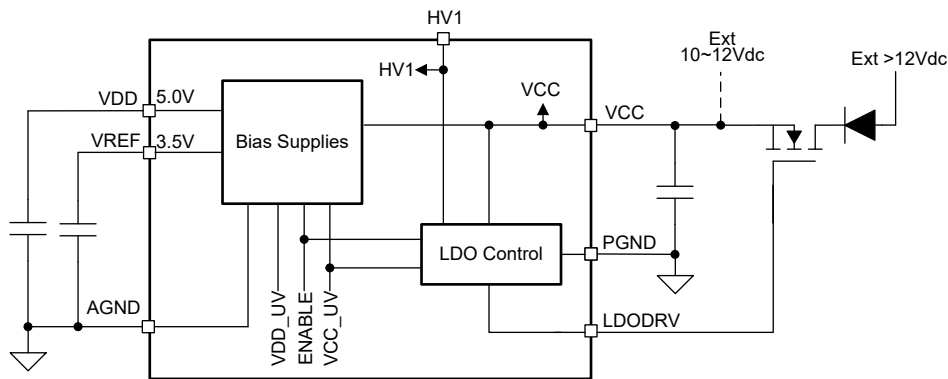 HV1
Ext
10~12Vdc
Ext >12Vdc
HV1
VDD
5.0V
VREF
3.5V
Bias Supplies
VCC
VCC
LDO Control
PGND
AGND
VDD_UV
ENABLE
VCC_UV
LDODRV